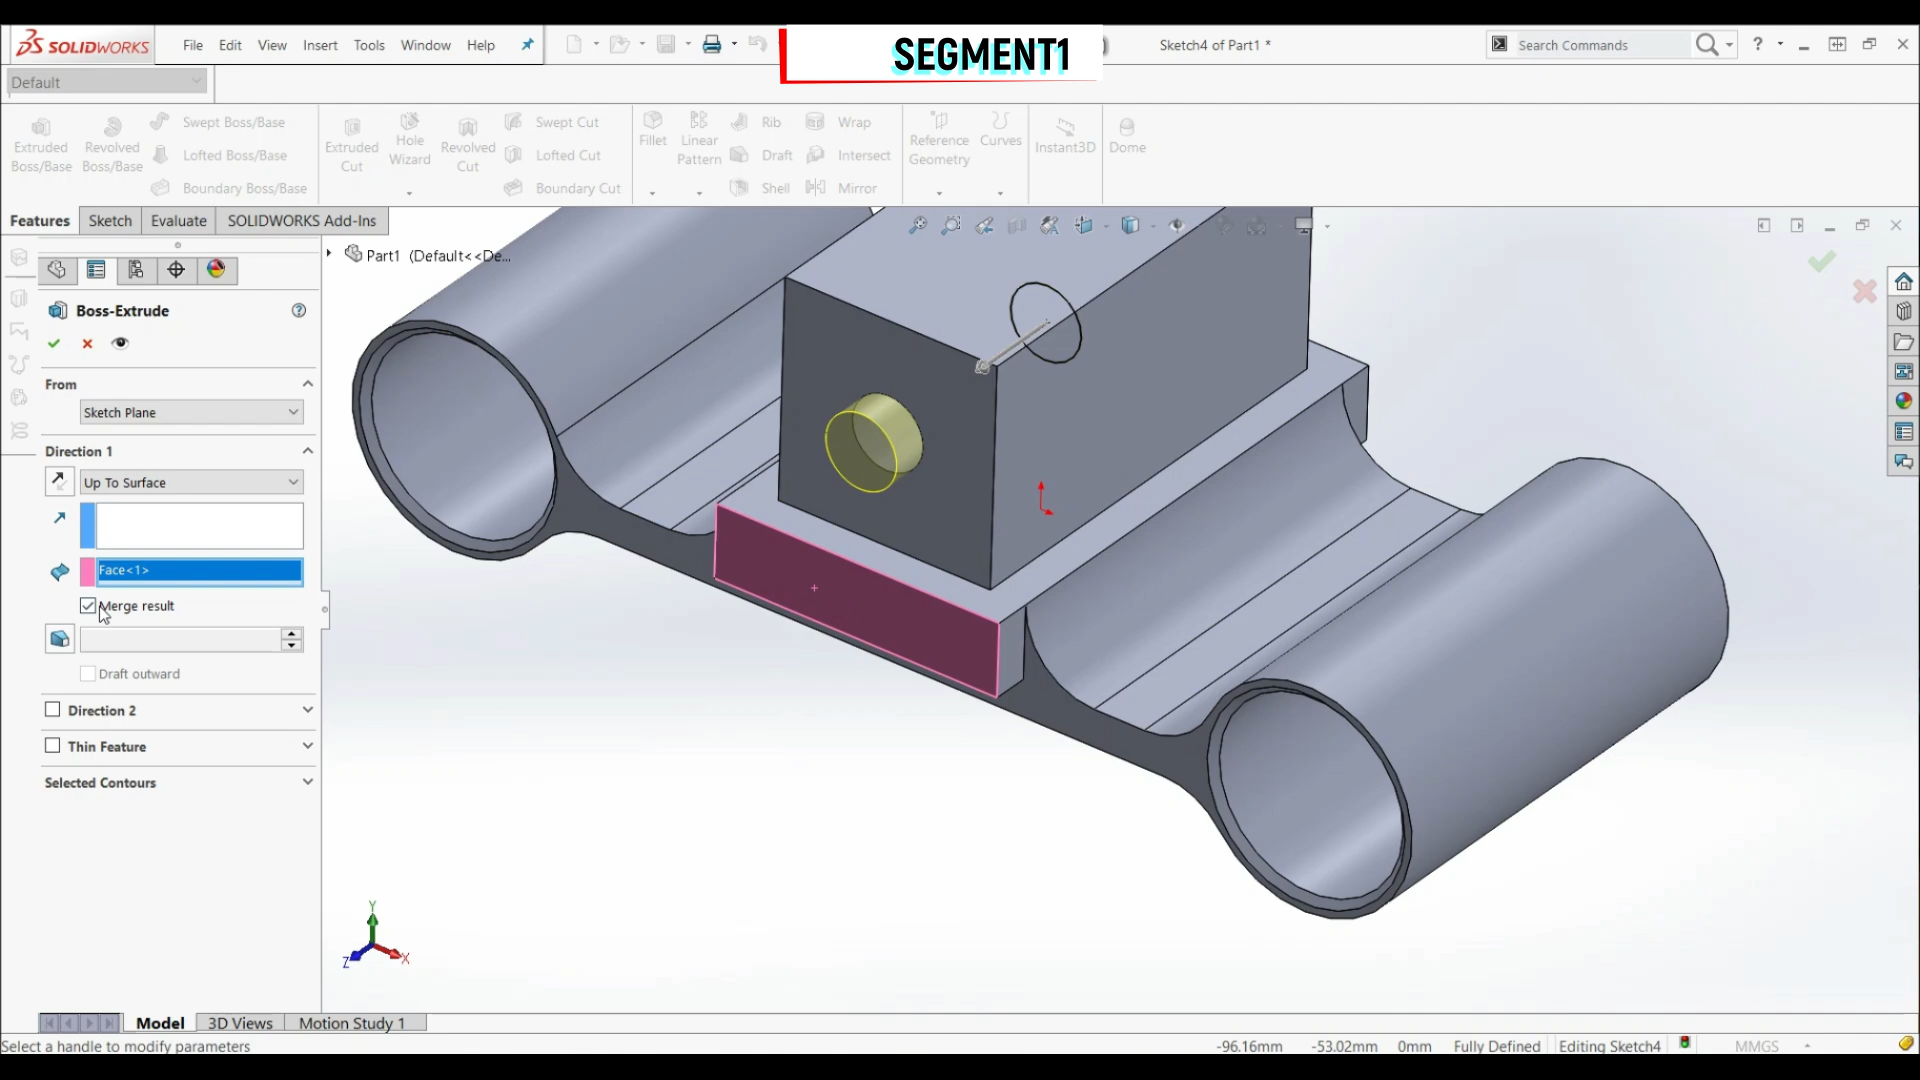 SOLIDWORKS File Edit View Insert Tools Window Help
SEGMENT1
Sketch4 of Part1 *
Search Commands
?
Default
Extruded Boss/Base
Revolved Boss/Base
Swept Boss/Base
Lofted Boss/Base
Boundary Boss/Base
Extruded Cut
Hole Wizard
Revolved Cut
Swept Cut
Lofted Cut
Boundary Cut
Fillet
Linear Pattern
Rib
Draft
Shell
Wrap
Intersect
Mirror
Reference Geometry
Curves
Instant3D
Dome
Features Sketch Evaluate SOLIDWORKS Add-Ins
Part1 (Default<<De...
Boss-Extrude
?
From
Sketch Plane
Direction 1
Up To Surface
Face<1>
Merge result
Draft outward
Direction 2
Thin Feature
Selected Contours
Y
Z
X
Model 3D Views Motion Study 1
Select a handle to modify parameters
-96.16mm -53.02mm 0mm Fully Defined Editing Sketch4 MMGS